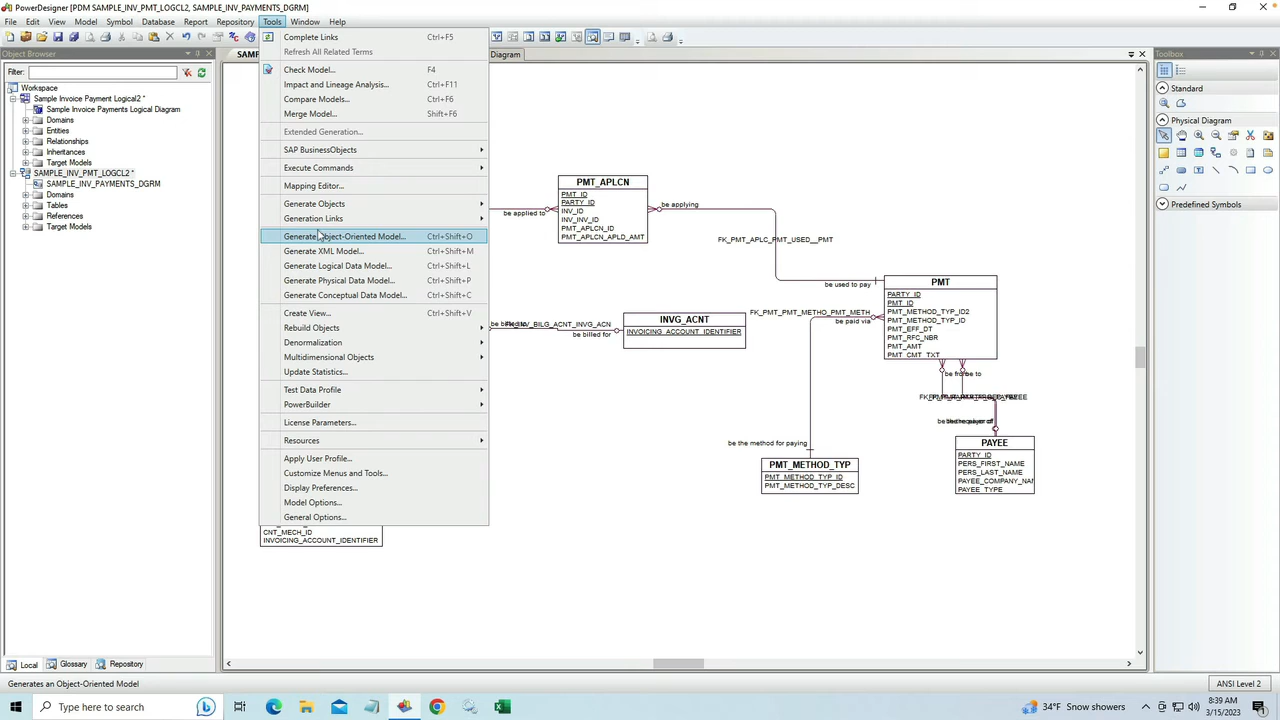 PowerDesigner [PDM SAMPLE_INV_PMT_LOGCL2, SAMPLE_INV_PAYMENTS_DGRM]
File Edit View Model Symbol Database Report Repository Tools Window Help
Object Browser
Filter:
Workspace
Sample Invoice Payment Logical2 *
Sample Invoice Payments Logical Diagram
Domains
Entities
Relationships
Inheritances
Target Models
SAMPLE_INV_PMT_LOGCL2 *
SAMPLE_INV_PAYMENTS_DGRM
Domains
Tables
References
Target Models
Local Glossary Repository
Generates an Object-Oriented Model
Complete Links Ctrl+F5
Refresh All Related Terms
Check Model... F4
Impact and Lineage Analysis... Ctrl+F11
Compare Models... Ctrl+F6
Merge Model... Shift+F6
Extended Generation...
SAP BusinessObjects
Execute Commands
Mapping Editor...
Generate Objects
Generation Links
Generate Object-Oriented Model... Ctrl+Shift+O
Generate XML Model... Ctrl+Shift+M
Generate Logical Data Model... Ctrl+Shift+L
Generate Physical Data Model... Ctrl+Shift+P
Generate Conceptual Data Model... Ctrl+Shift+C
Create View... Ctrl+Shift+V
Rebuild Objects
Denormalization
Multidimensional Objects
Update Statistics...
Test Data Profile
PowerBuilder
License Parameters...
Resources
Apply User Profile...
Customize Menus and Tools...
Display Preferences...
Model Options...
General Options...
CNT_MECH_ID
INVOICING_ACCOUNT_IDENTIFIER
Diagram
be applied to
PMT_APLCN
PMT_ID
PARTY_ID
INV_ID
INV_INV_ID
PMT_APLCN_ID
PMT_APLCN_APLD_AMT
be applying
FK_PMT_APLC_PMT_USED__PMT
be used to pay
be billed for
INVG_ACNT
INVOICING_ACCOUNT_IDENTIFIER
FK_PMT_PMT_METHO_PMT_METH
be paid via
PMT
PARTY_ID
PMT_ID
PMT_METHOD_TYP_ID2
PMT_METHOD_TYP_ID
PMT_EFF_DT
PMT_RFC_NBR
PMT_AMT
PMT_CMT_TXT
be the method for paying
PMT_METHOD_TYP
PMT_METHOD_TYP_ID
PMT_METHOD_TYP_DESC
PAYEE
PARTY_ID
PERS_FIRST_NAME
PERS_LAST_NAME
PAYEE_COMPANY_NAM
PAYEE_TYPE
Toolbox
Standard
Physical Diagram
Predefined Symbols
ANSI Level 2
Type here to search
34°F Snow showers
8:39 AM
3/15/2023